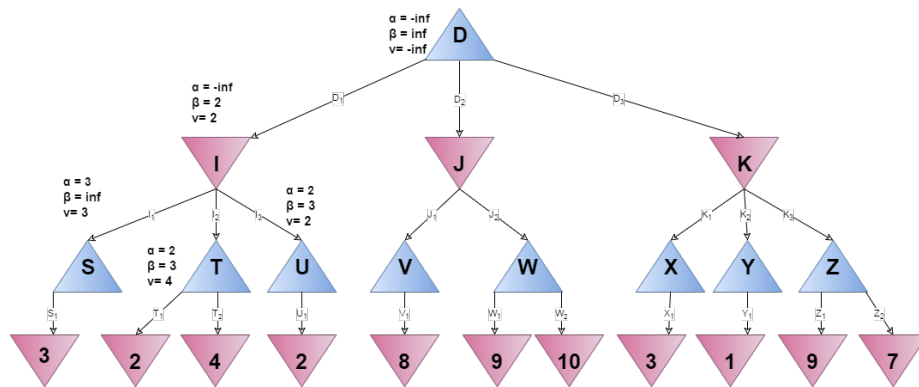 α = -inf
β = inf
v= -inf
D
α = -inf
β = 2
v= 2
D₁
D₂
D₃
I
J
K
α = 3
β = inf
v= 3
α = 2
β = 3
v= 2
I₁
I₂
I₃
J₁
J₂
K₁
K₂
K₃
α = 2
β = 3
v= 4
S
T
U
V
W
X
Y
Z
S₁
T₁
T₂
U₁
V₁
W₁
W₂
X₁
Y₁
Z₁
Z₂
3
2
4
2
8
9
10
3
1
9
7